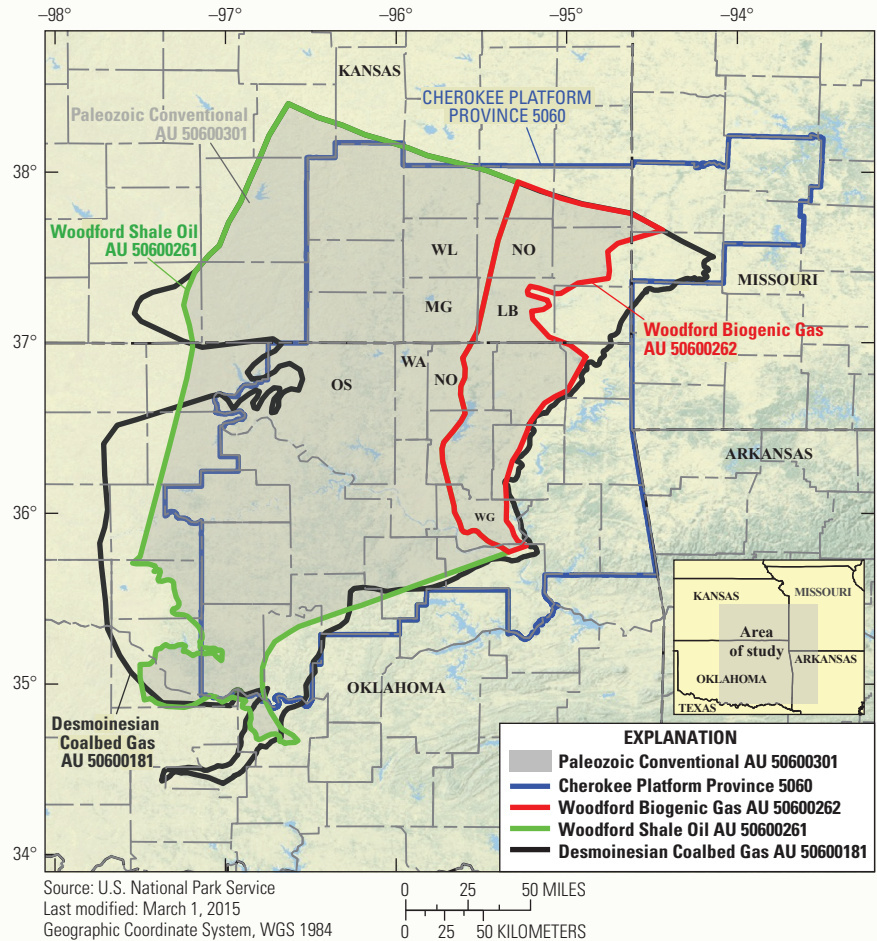 –98°
–97°
–96°
–95°
–94°
KANSAS
CHEROKEE PLATFORM
PROVINCE 5060
Paleozoic Conventional
AU 50600301
38°
Woodford Shale Oil
AU 50600261
WL
NO
MISSOURI
MG
LB
Woodford Biogenic Gas
AU 50600262
37°
WA
OS
NO
ARKANSAS
36°
WG
KANSAS
MISSOURI
Area
of study
ARKANSAS
OKLAHOMA
TEXAS
35°
OKLAHOMA
Desmoinesian
Coalbed Gas
AU 50600181
EXPLANATION
Paleozoic Conventional AU 50600301
Cherokee Platform Province 5060
Woodford Biogenic Gas AU 50600262
Woodford Shale Oil AU 50600261
Desmoinesian Coalbed Gas AU 50600181
34°
Source: U.S. National Park Service
Last modified: March 1, 2015
Geographic Coordinate System, WGS 1984
0 25 50 MILES
0 25 50 KILOMETERS